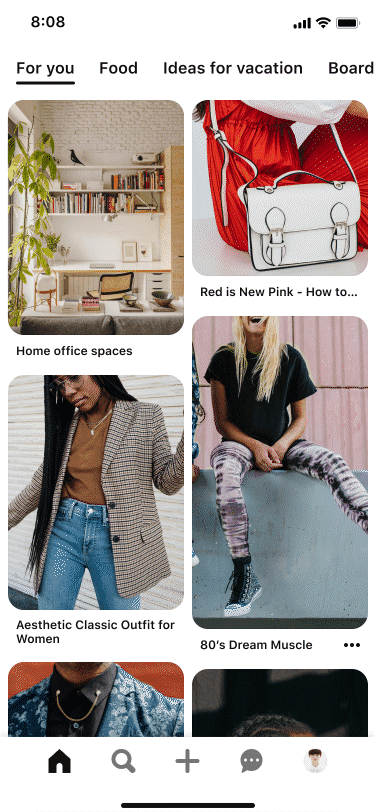 8:08
For you Food Ideas for vacation Board
Red is New Pink - How to...
Home office spaces
Aesthetic Classic Outfit for
Women
80's Dream Muscle